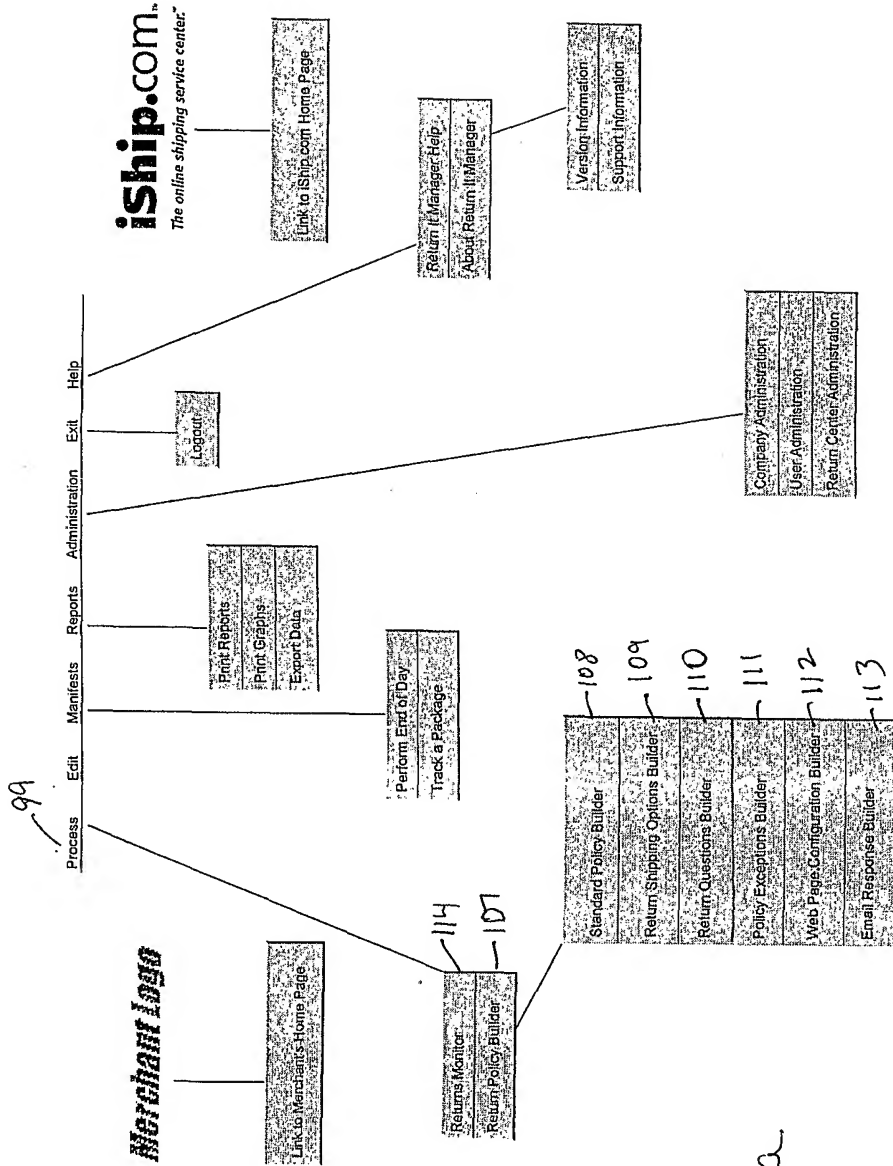 Merchant Logo
iship.com™
The online shipping service center.™
99
Process Edit Manifests Reports Administration Exit Help
Link to Merchant's Home Page
Link to iShip.com Home Page
Returns Monitor
114
Return Policy Builder
107
Perform End of Day
Track a Package
Print Reports
Print Graphs
Export Data
Logout
Return It Manager Help
About Return It Manager
Version Information
Support Information
Company Administration
User Administration
Return Center Administration
Standard Policy Builder
108
Return Shipping Options Builder
109
Return Questions Builder
110
Policy Exceptions Builder
111
Web Page Configuration Builder
112
Email Response Builder
113